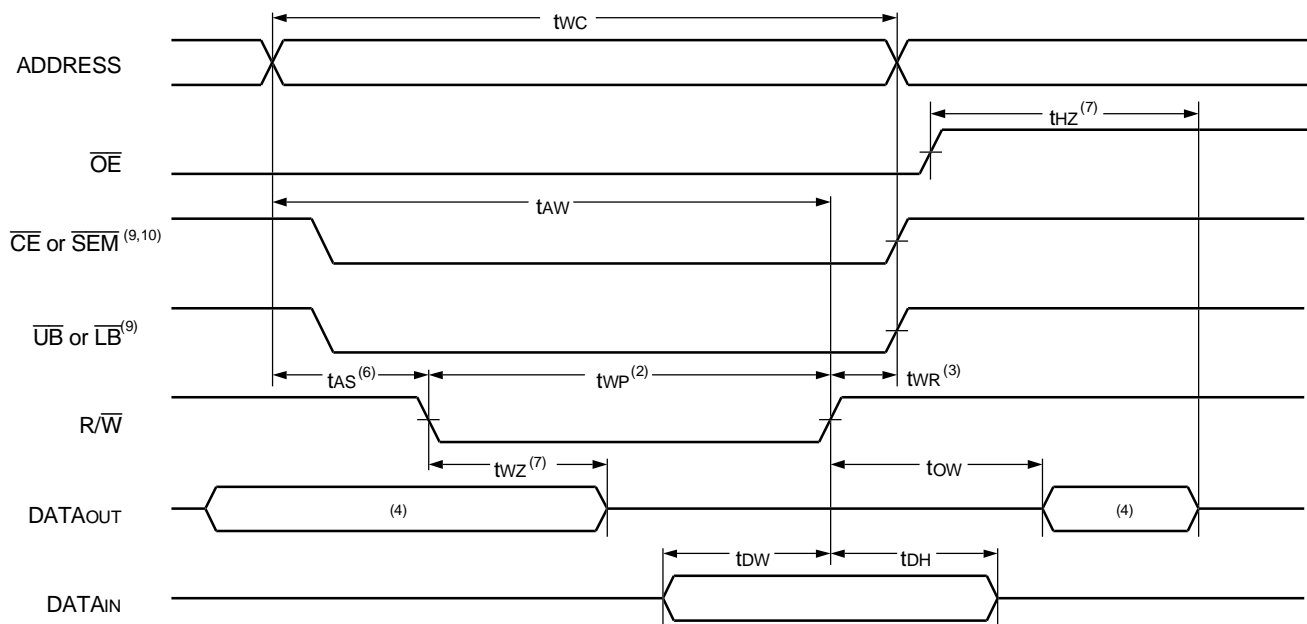 tWC
ADDRESS
tHZ (7)
OE
tAW
CE or SEM (9,10)
UB or LB (9)
tAS (6)
tWP (2)
tWR (3)
R/W
tWZ (7)
tOW
DATAOUT
(4)
(4)
tDW
tDH
DATAIN